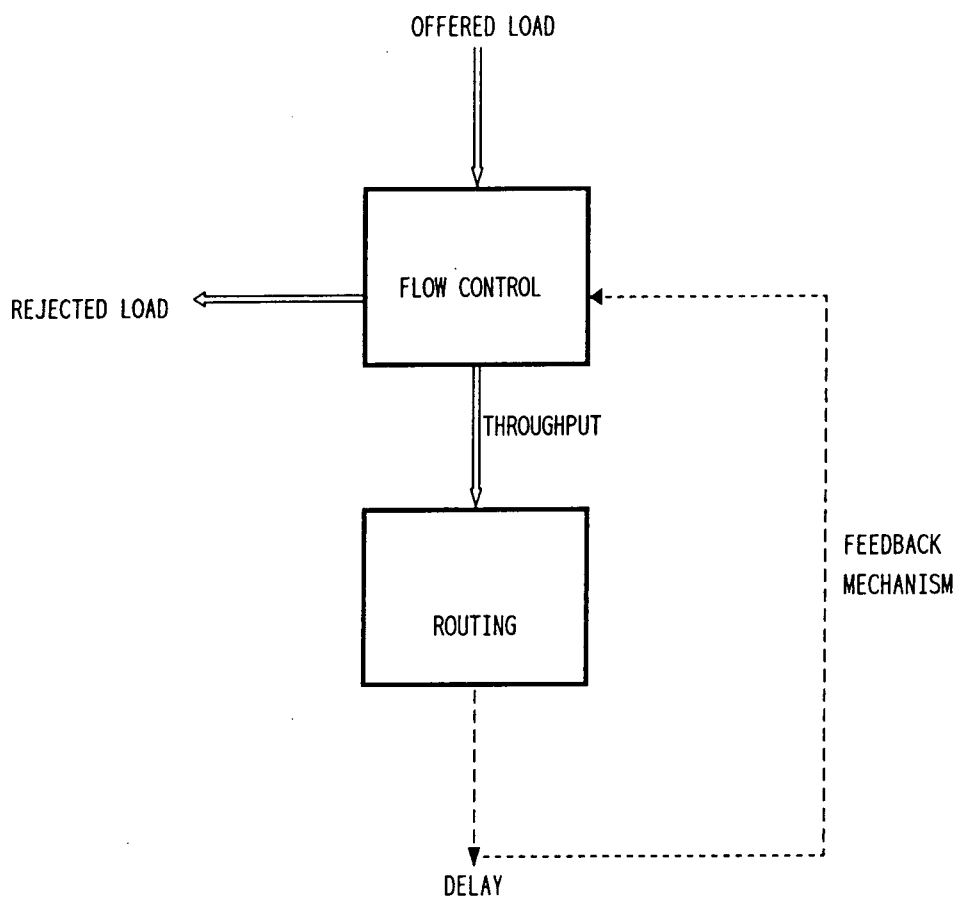 OFFERED LOAD
FLOW CONTROL
REJECTED LOAD
THROUGHPUT
FEEDBACK
MECHANISM
ROUTING
DELAY